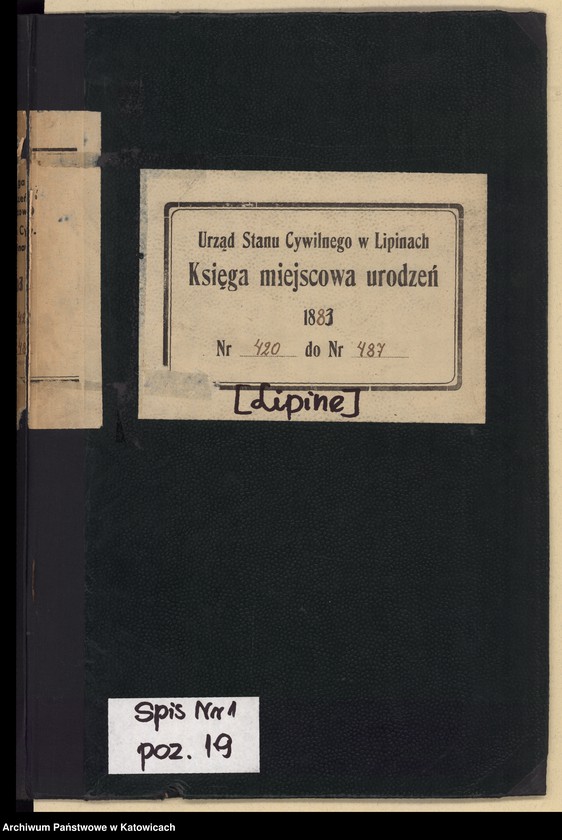 Urząd Stanu Cywilnego w Lipinach
Księga miejscowa urodzeń
1883
Nr 420 do Nr 487
[Lipine]
Spis Nr 1
poz. 19
Archiwum Państwowe w Katowicach